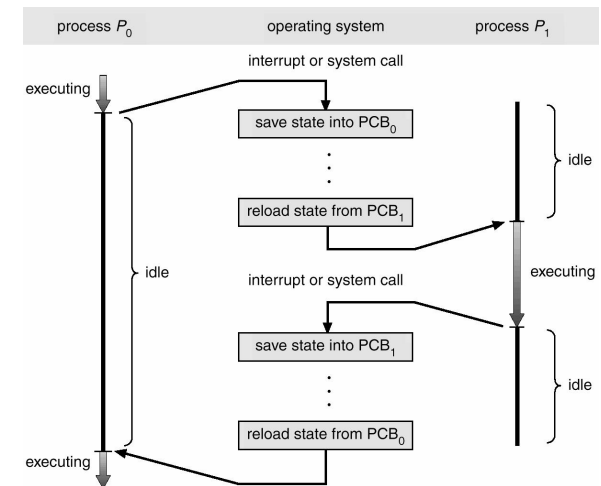 process P0 operating system process P1
interrupt or system call
executing
save state into PCB0
idle
reload state from PCB1
idle
interrupt or system call
executing
save state into PCB1
idle
reload state from PCB0
executing